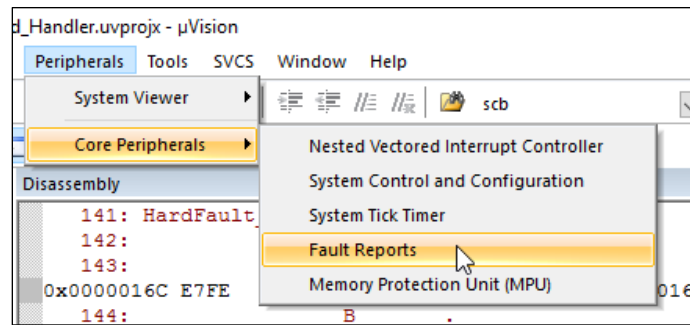 d_Handler.uvprojx - µVision
Peripherals Tools SVCS Window Help
System Viewer scb
Core Peripherals Nested Vectored Interrupt Controller
Disassembly System Control and Configuration
141: HardFault_ System Tick Timer
142: Fault Reports
143:
0x0000016C E7FE Memory Protection Unit (MPU) 016
144: B .